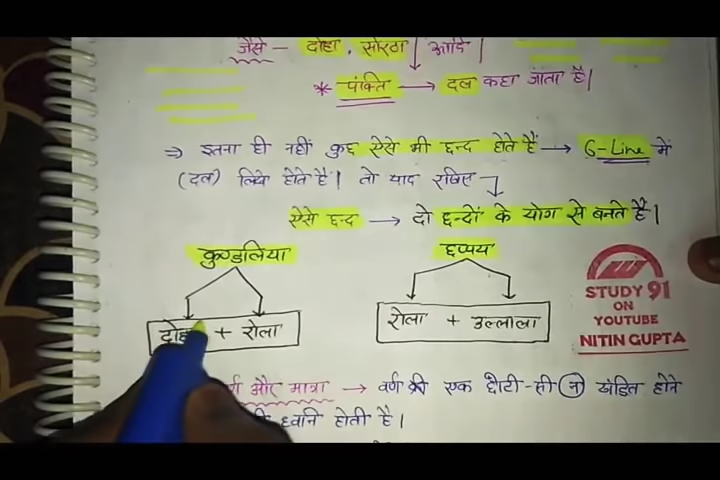 जैसे – दोहा, सोरठा आदि |
* पंक्ति → दल कहा जाता है|
⇒ इतना ही नहीं कुछ ऐसे भी छन्द होते हैं → 6-Line में
(दल) लिये होते हैं | तो याद रखिए
ऐसे छन्द → दो छन्दों के योग से बनते हैं |
कुण्डलिया छप्पय
दोहा + रोला रोला + उल्लाला
STUDY 91
ON
YOUTUBE
NITIN GUPTA
और मात्रा → वर्ण की एक छोटी-सी न खंडित होने
ध्वनि होती है |